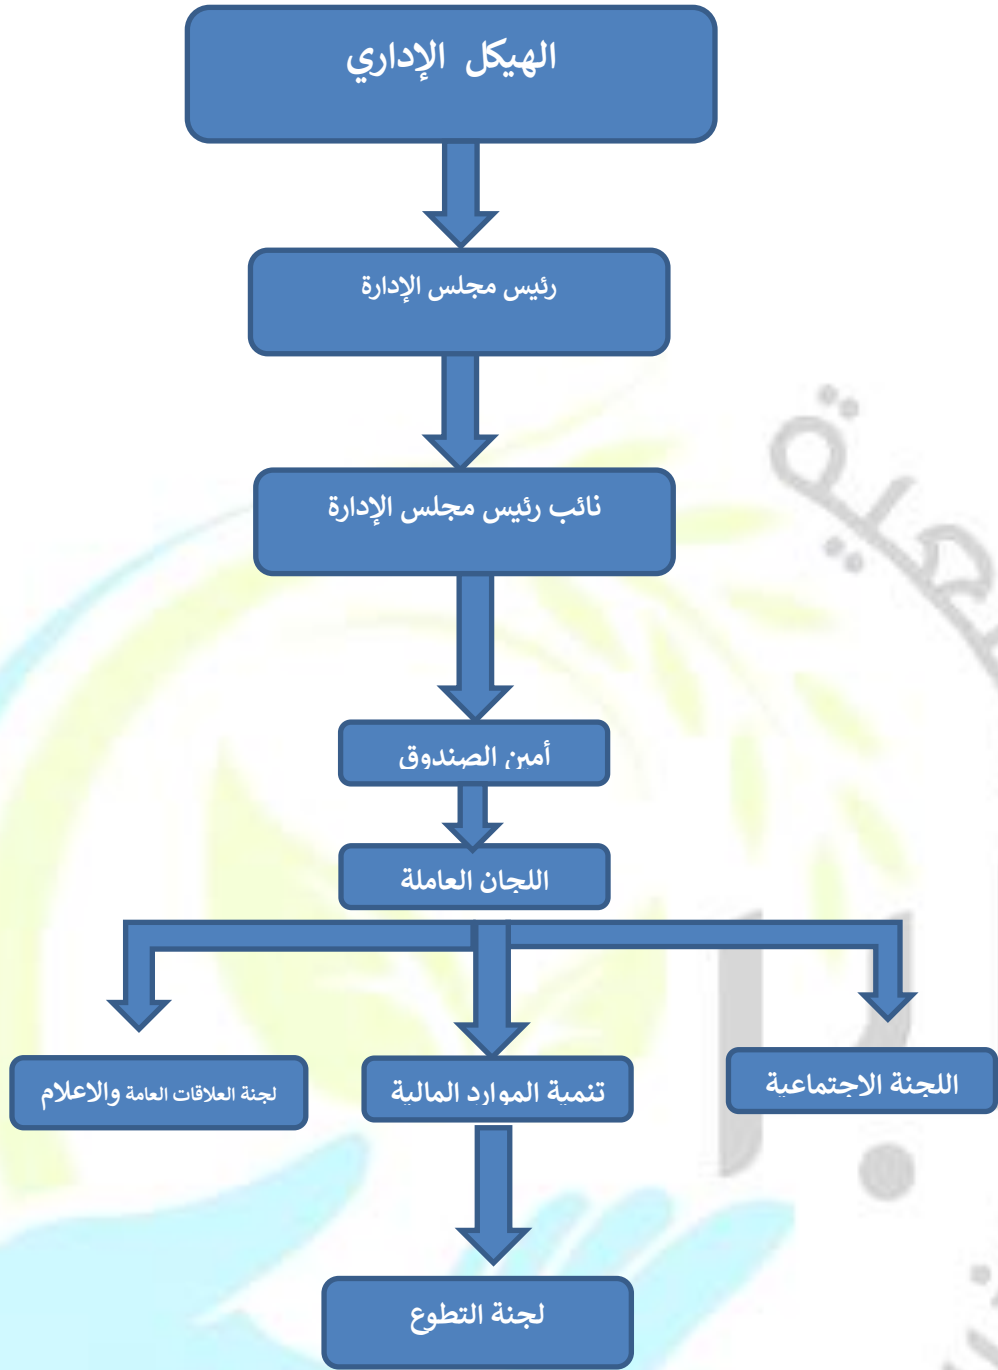 الهيكل الإداري
رئيس مجلس الإدارة
نائب رئيس مجلس الإدارة
أمين الصندوق
اللجان العاملة
اللجنة الاجتماعية
تنمية الموارد المالية
لجنة العلاقات العامة والاعلام
لجنة التطوع